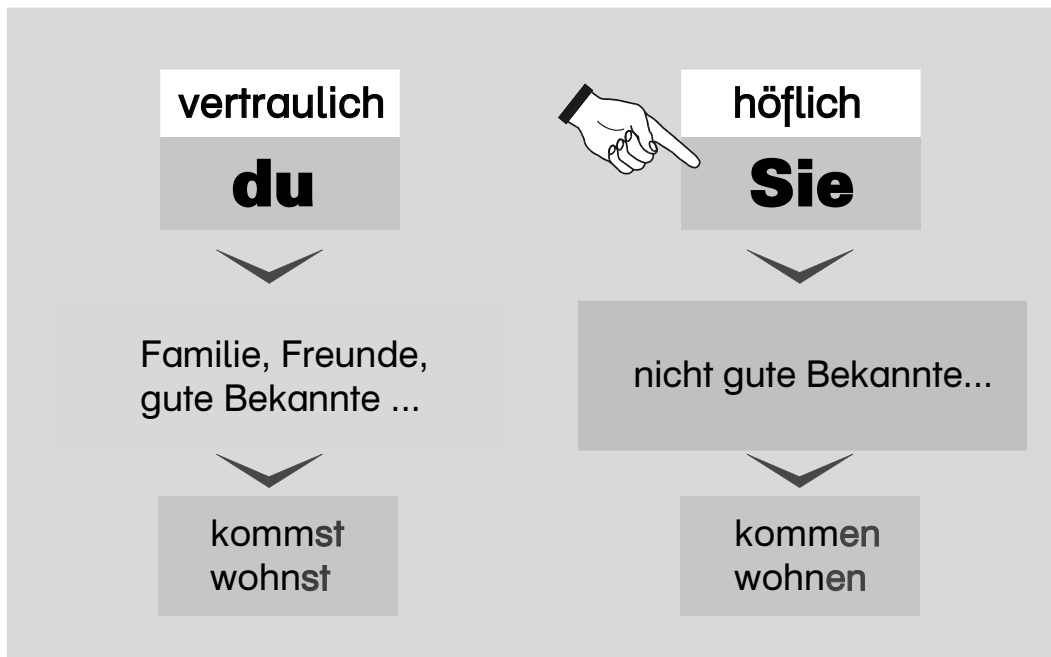 vertraulich
du
Familie, Freunde,
gute Bekannte ...
kommst
wohnst
höflich
Sie
nicht gute Bekannte...
kommen
wohnen